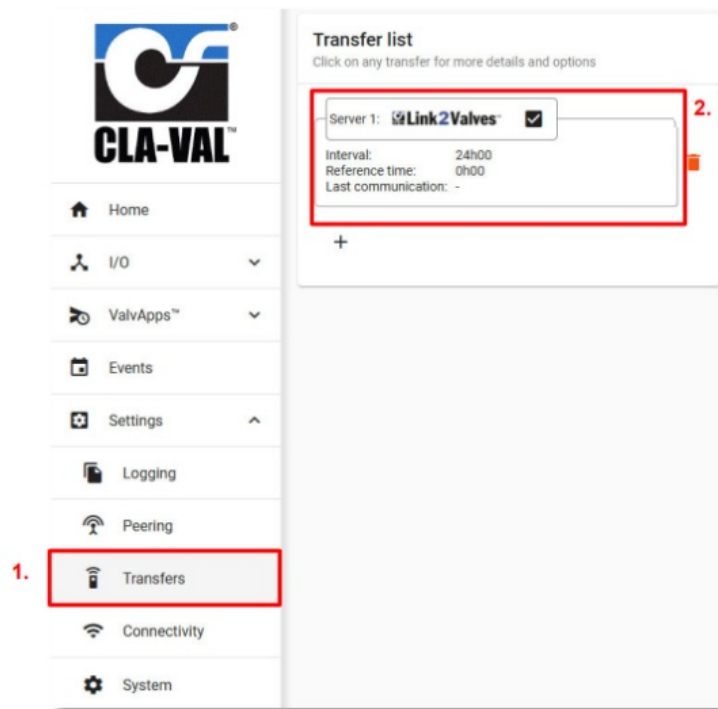 ®
CLA-VAL™
Home
I/O
ValvApps™
Events
Settings
Logging
Peering
1.
Transfers
Connectivity
System
Transfer list
Click on any transfer for more details and options
2.
Server 1: Link2Valves
Interval: 24h00
Reference time: 0h00
Last communication: -
+